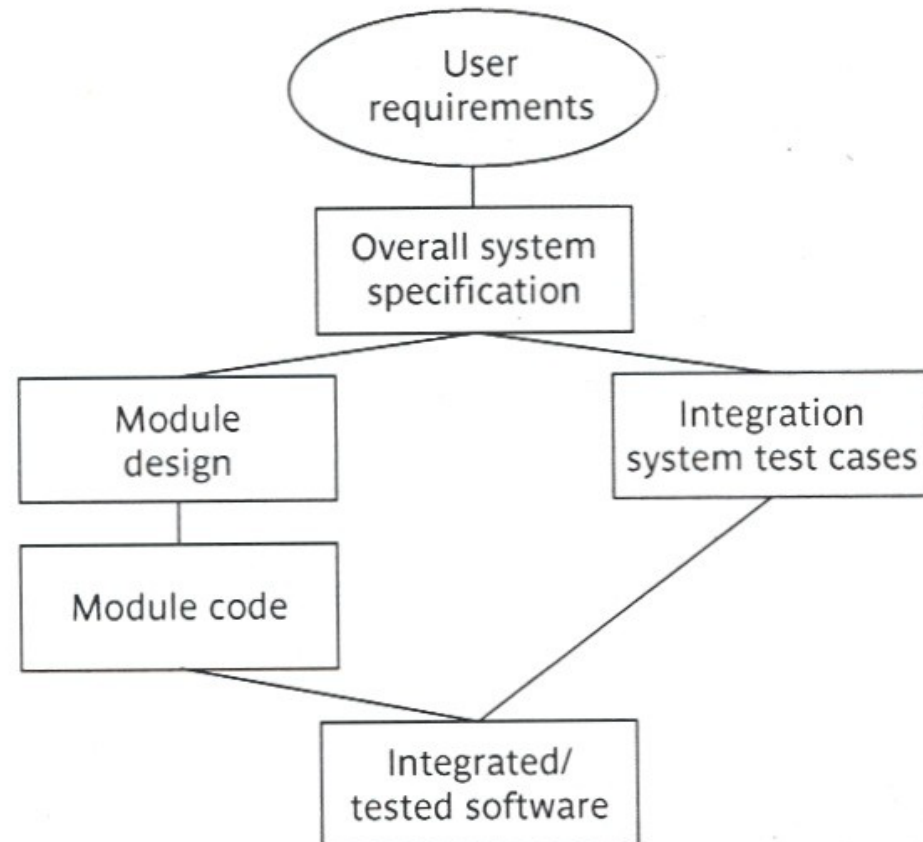 User
requirements
Overall system
specification
Module
design
Integration
system test cases
Module code
Integrated/
tested software